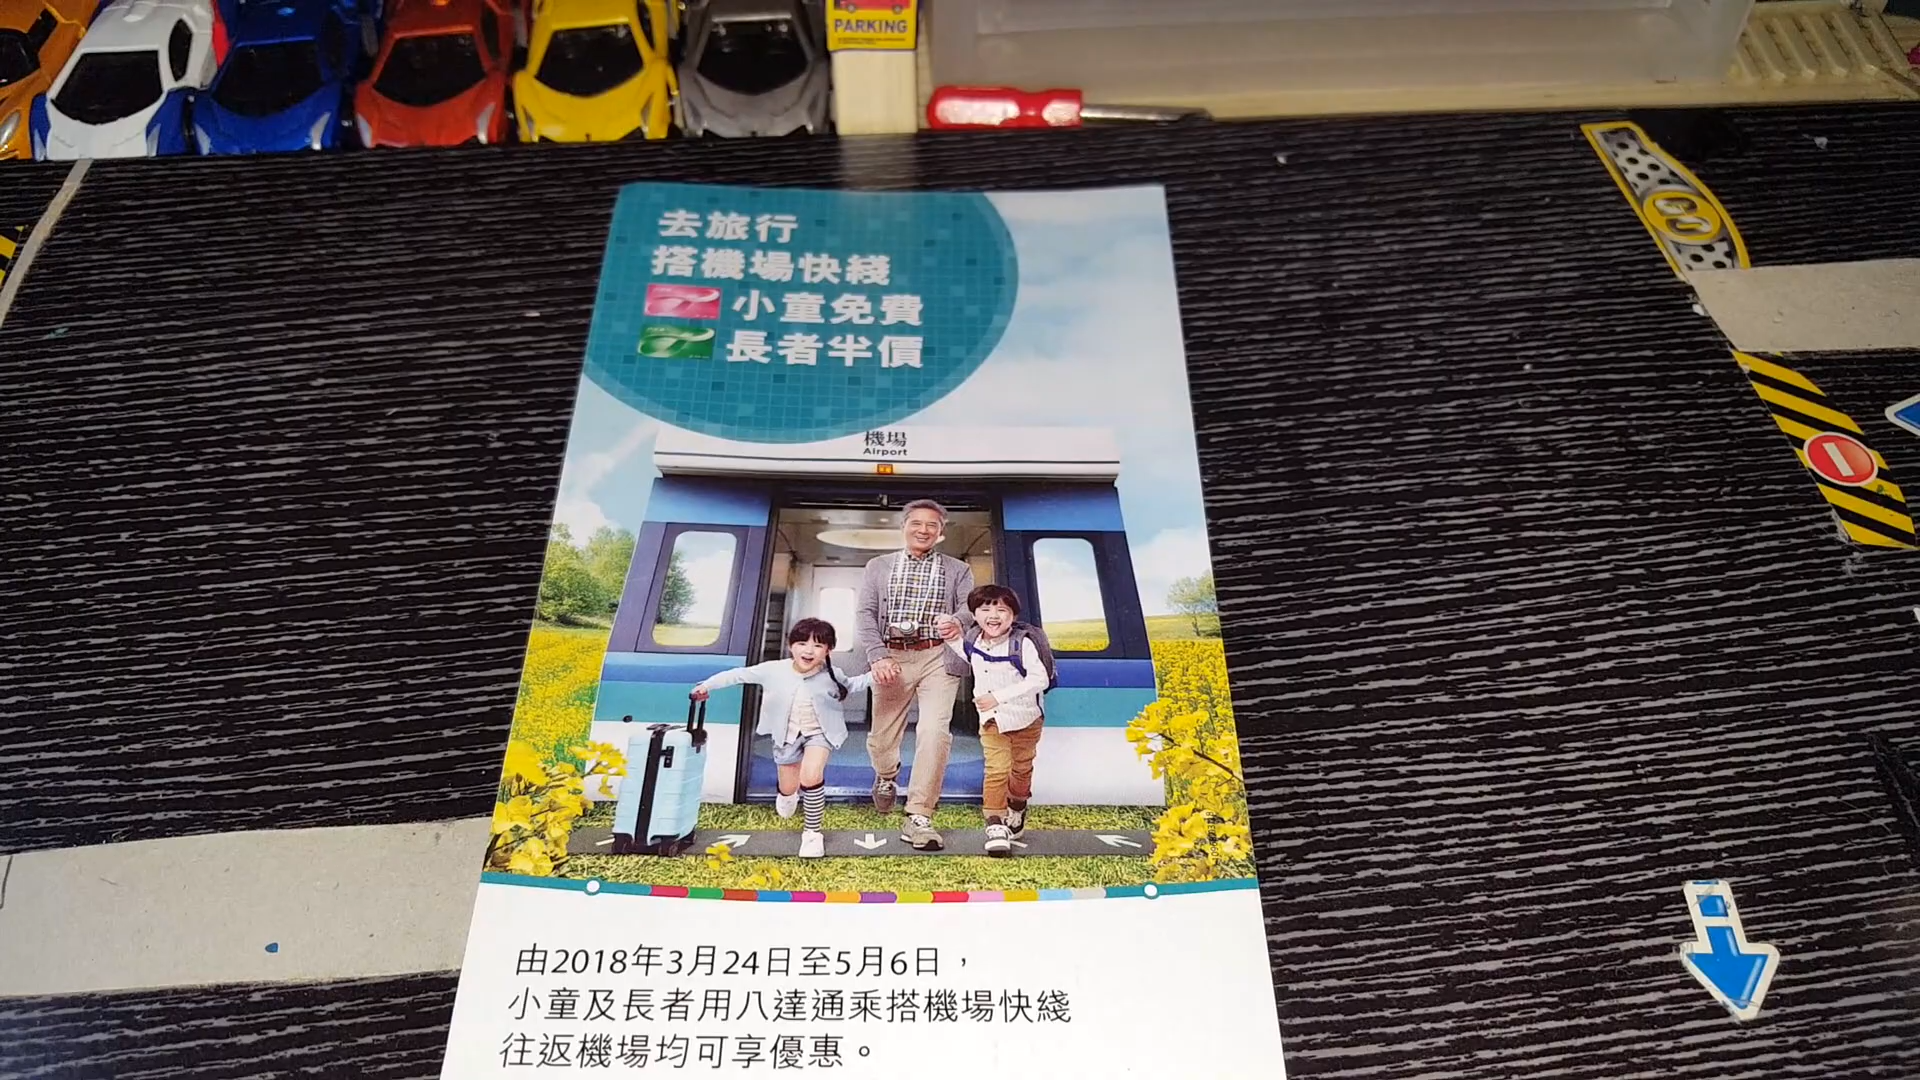 PARKING
去旅行
搭機場快綫
小童免費
長者半價
機場
Airport
由2018年3月24日至5月6日，
小童及長者用八達通乘搭機場快綫
往返機場均可享優惠。